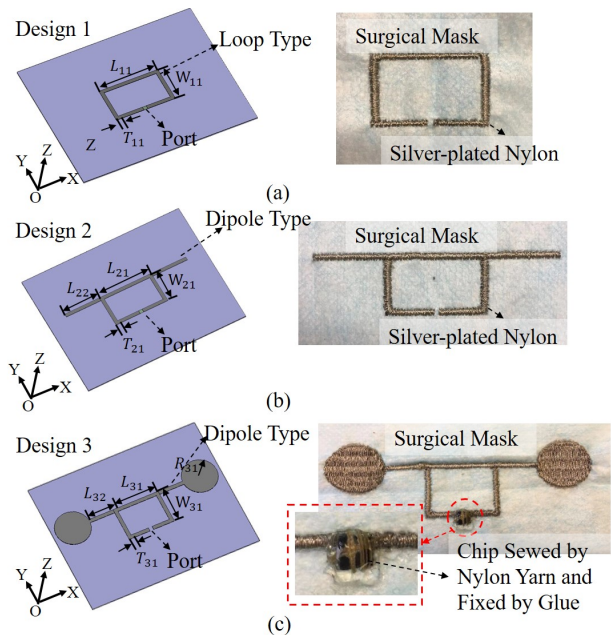 Design 1
Loop Type
L11
W11
Z
T11
Port
Y
Z
X
O
Surgical Mask
Silver-plated Nylon
(a)
Design 2
Dipole Type
L21
L22
W21
T21
Port
Y
Z
X
O
Surgical Mask
Silver-plated Nylon
(b)
Design 3
Dipole Type
R31
L31
L32
W31
T31
Port
Y
Z
X
O
Surgical Mask
Chip Sewed by
Nylon Yarn and
Fixed by Glue
(c)